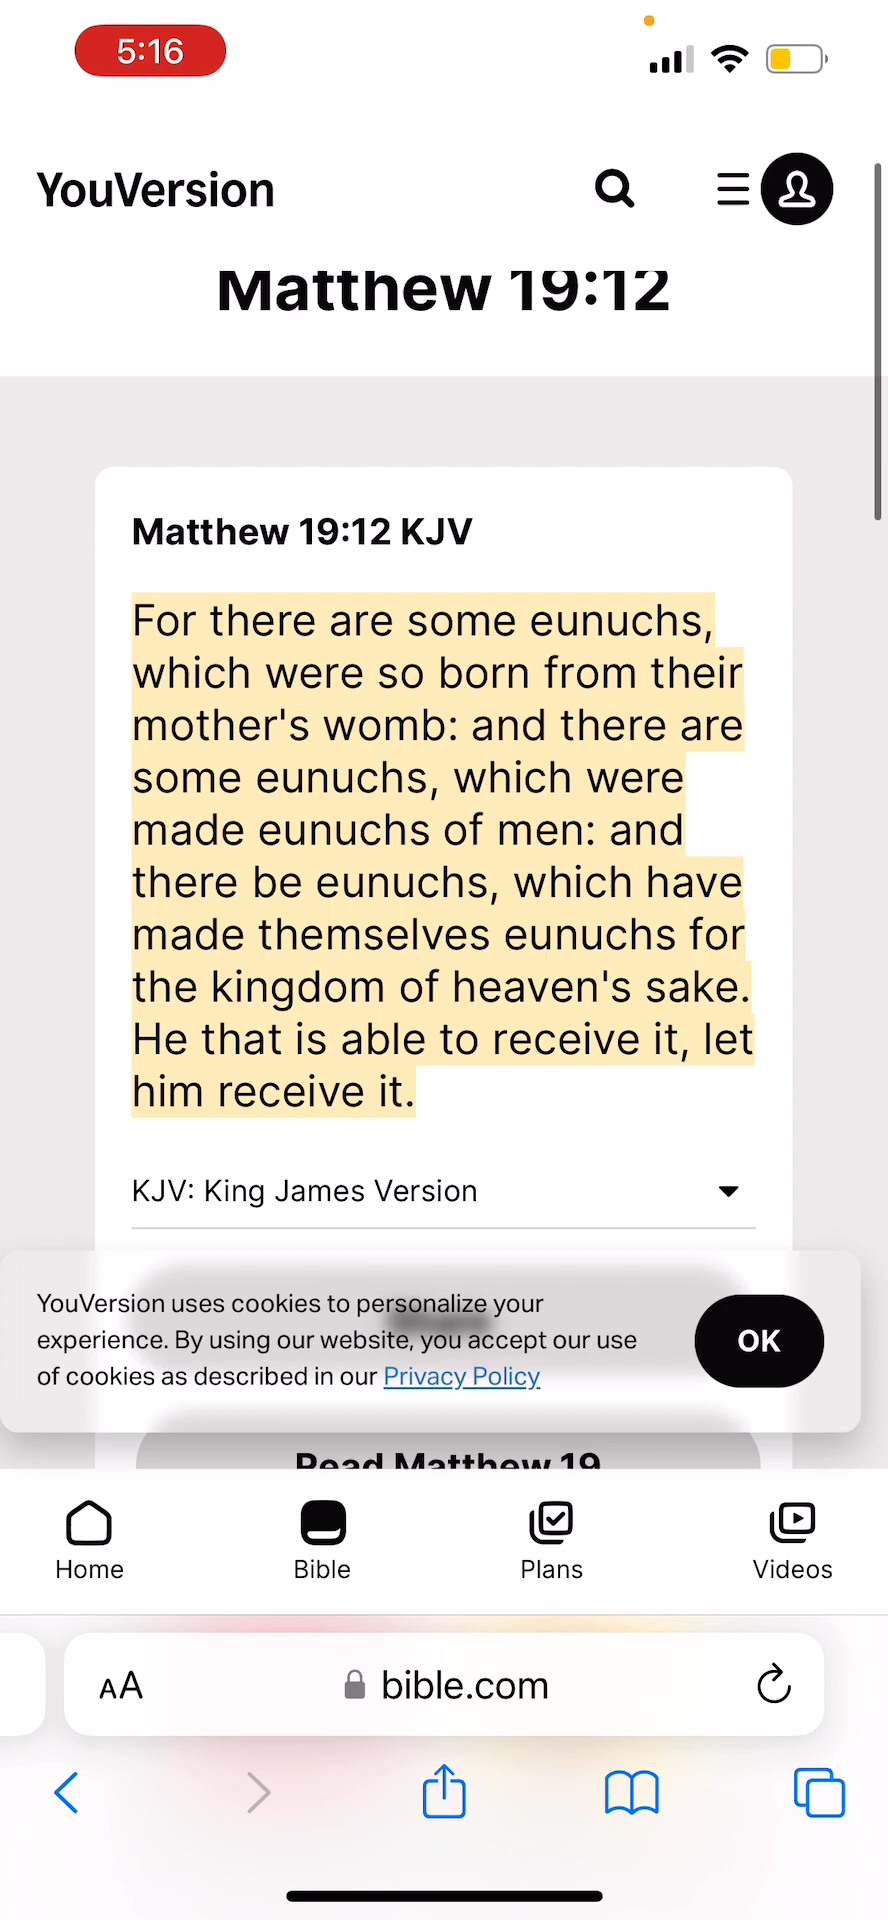 5:16
YouVersion
Matthew 19:12
Matthew 19:12 KJV
For there are some eunuchs,
which were so born from their
mother's womb: and there are
some eunuchs, which were
made eunuchs of men: and
there be eunuchs, which have
made themselves eunuchs for
the kingdom of heaven's sake.
He that is able to receive it, let
him receive it.
KJV: King James Version
YouVersion uses cookies to personalize your
experience. By using our website, you accept our use
of cookies as described in our Privacy Policy
OK
Read Matthew 19
Home
Bible
Plans
Videos
AA
bible.com